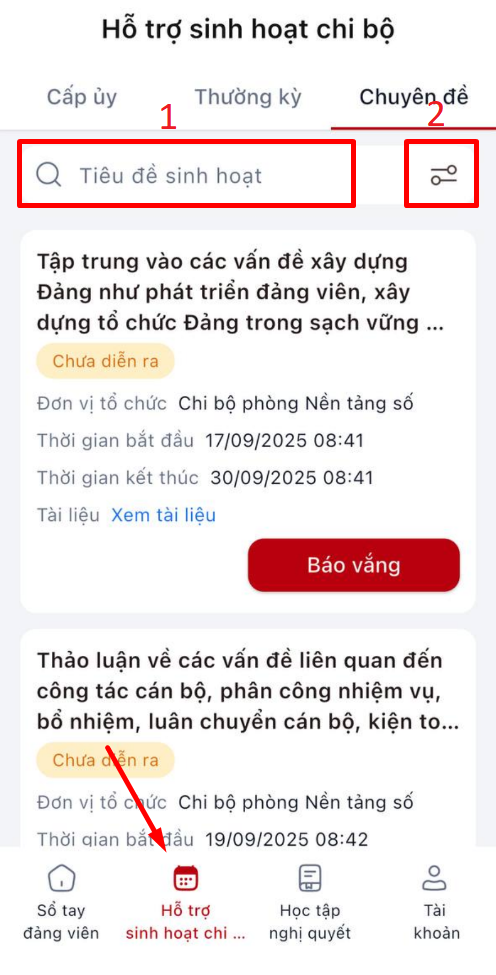 Hỗ trợ sinh hoạt chi bộ
Cấp ủy Thường kỳ Chuyên đề
1 2
Tiêu đề sinh hoạt
Tập trung vào các vấn đề xây dựng
Đảng như phát triển đảng viên, xây
dựng tổ chức Đảng trong sạch vững ...
Chưa diễn ra
Đơn vị tổ chức Chi bộ phòng Nền tảng số
Thời gian bắt đầu 17/09/2025 08:41
Thời gian kết thúc 30/09/2025 08:41
Tài liệu Xem tài liệu
Báo vắng
Thảo luận về các vấn đề liên quan đến
công tác cán bộ, phân công nhiệm vụ,
bổ nhiệm, luân chuyển cán bộ, kiện to...
Chưa diễn ra
Đơn vị tổ chức Chi bộ phòng Nền tảng số
Thời gian bắt đầu 19/09/2025 08:42
Sổ tay
đảng viên
Hỗ trợ
sinh hoạt chi ...
Học tập
nghị quyết
Tài
khoản